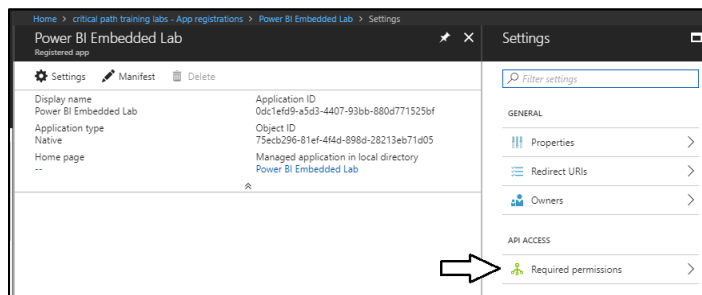 Home > critical path training labs - App registrations > Power BI Embedded Lab > Settings
Power BI Embedded Lab
Registered app
Settings
Manifest
Delete
Display name
Power BI Embedded Lab
Application type
Native
Home page
--
Application ID
0dc1efd9-a5d3-4407-93bb-880d771525bf
Object ID
75ecb296-81ef-4f4d-898d-28213eb71d05
Managed application in local directory
Power BI Embedded Lab
Settings
Filter settings
GENERAL
Properties
Redirect URIs
Owners
API ACCESS
Required permissions